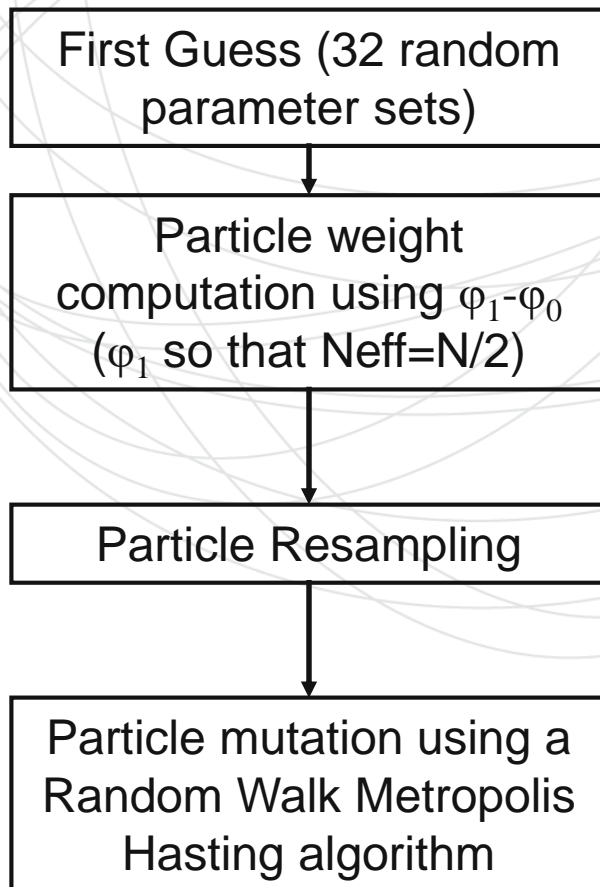 First Guess (32 random
parameter sets)
Particle weight
computation using φ₁-φ₀
(φ₁ so that Neff=N/2)
Particle Resampling
Particle mutation using a
Random Walk Metropolis
Hasting algorithm